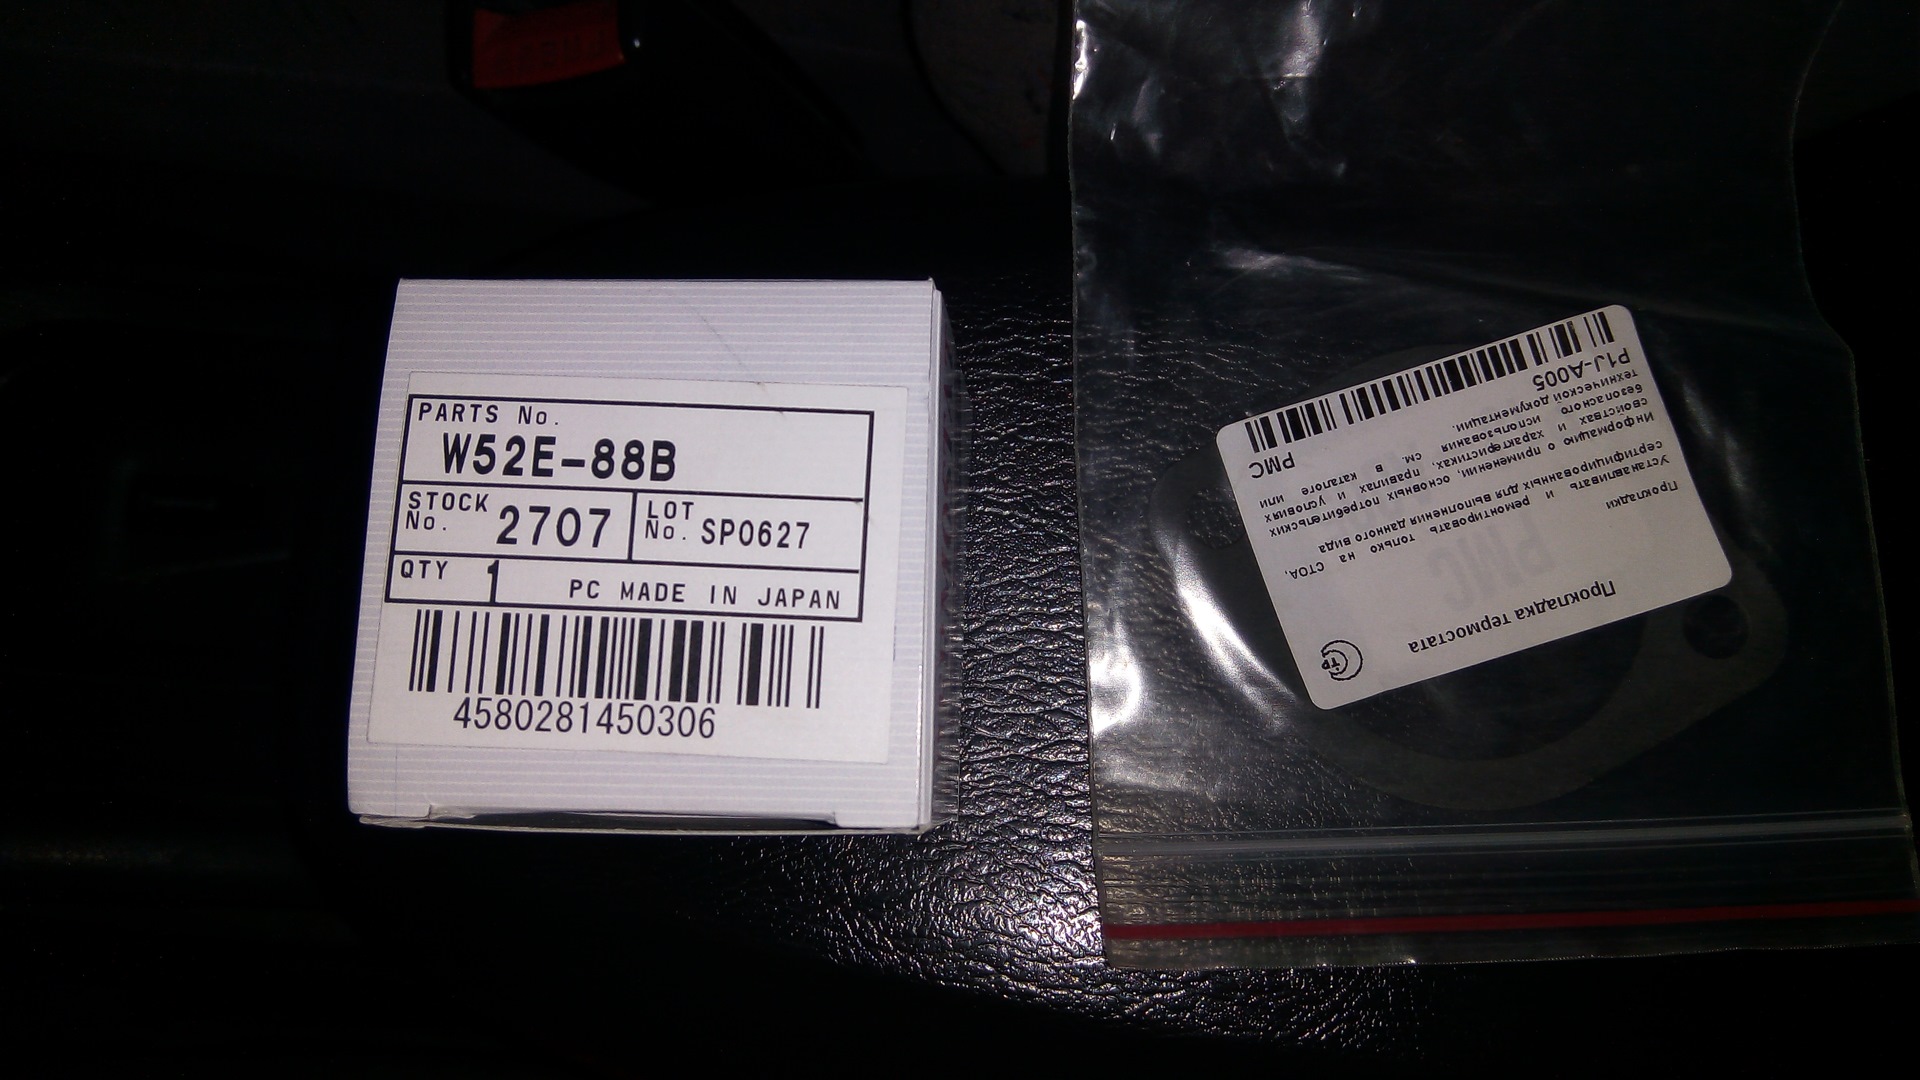 PARTS No.
W52E-88B
STOCK No. 2707
LOT No. SP0627
QTY 1 PC MADE IN JAPAN
4580281450306
Прокладка термостата
Прокладки
Устанавливать и ремонтировать только на СТОА,
сертифицированных для выполнения данного вида
Информацию о применении, основных потребительских
свойствах и характеристиках, правилах и условиях
безопасного использования см. в каталоге или
технической документации.
P1J-A005 PMC